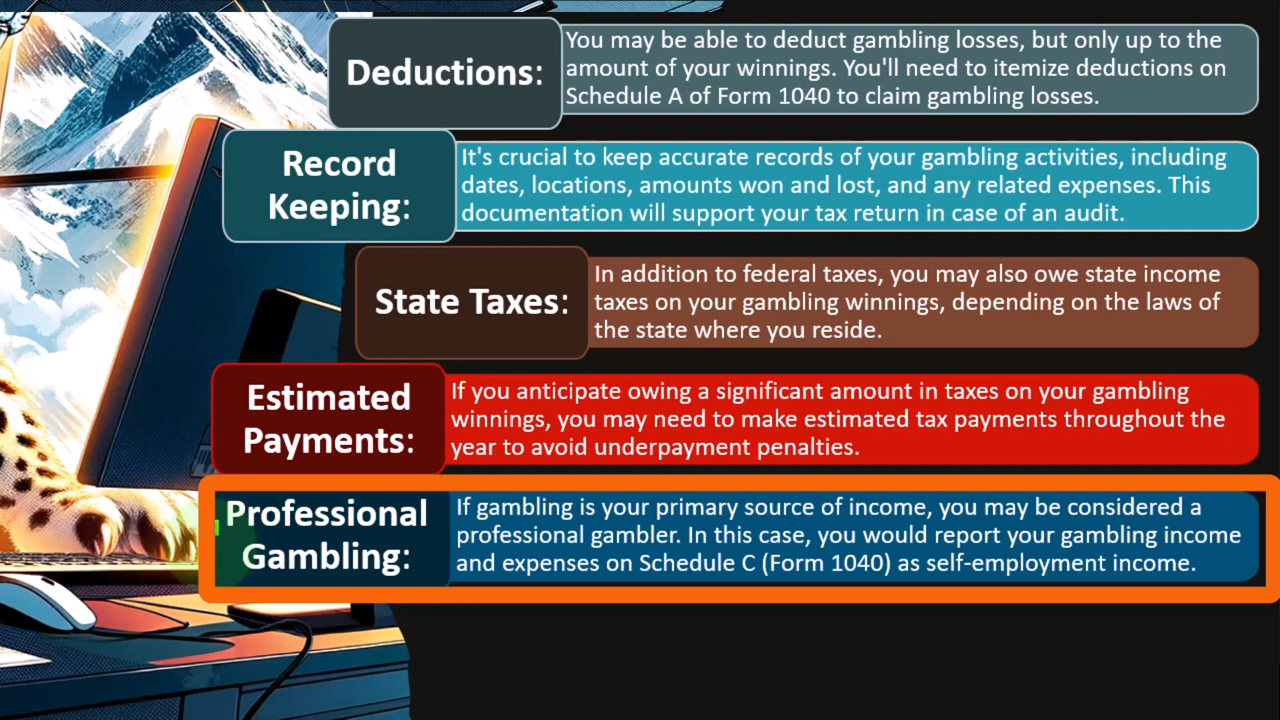 Deductions:
You may be able to deduct gambling losses, but only up to the
amount of your winnings. You'll need to itemize deductions on
Schedule A of Form 1040 to claim gambling losses.
Record
Keeping:
It's crucial to keep accurate records of your gambling activities, including
dates, locations, amounts won and lost, and any related expenses. This
documentation will support your tax return in case of an audit.
State Taxes:
In addition to federal taxes, you may also owe state income
taxes on your gambling winnings, depending on the laws of
the state where you reside.
Estimated
Payments:
If you anticipate owing a significant amount in taxes on your gambling
winnings, you may need to make estimated tax payments throughout the
year to avoid underpayment penalties.
Professional
Gambling:
If gambling is your primary source of income, you may be considered a
professional gambler. In this case, you would report your gambling income
and expenses on Schedule C (Form 1040) as self-employment income.